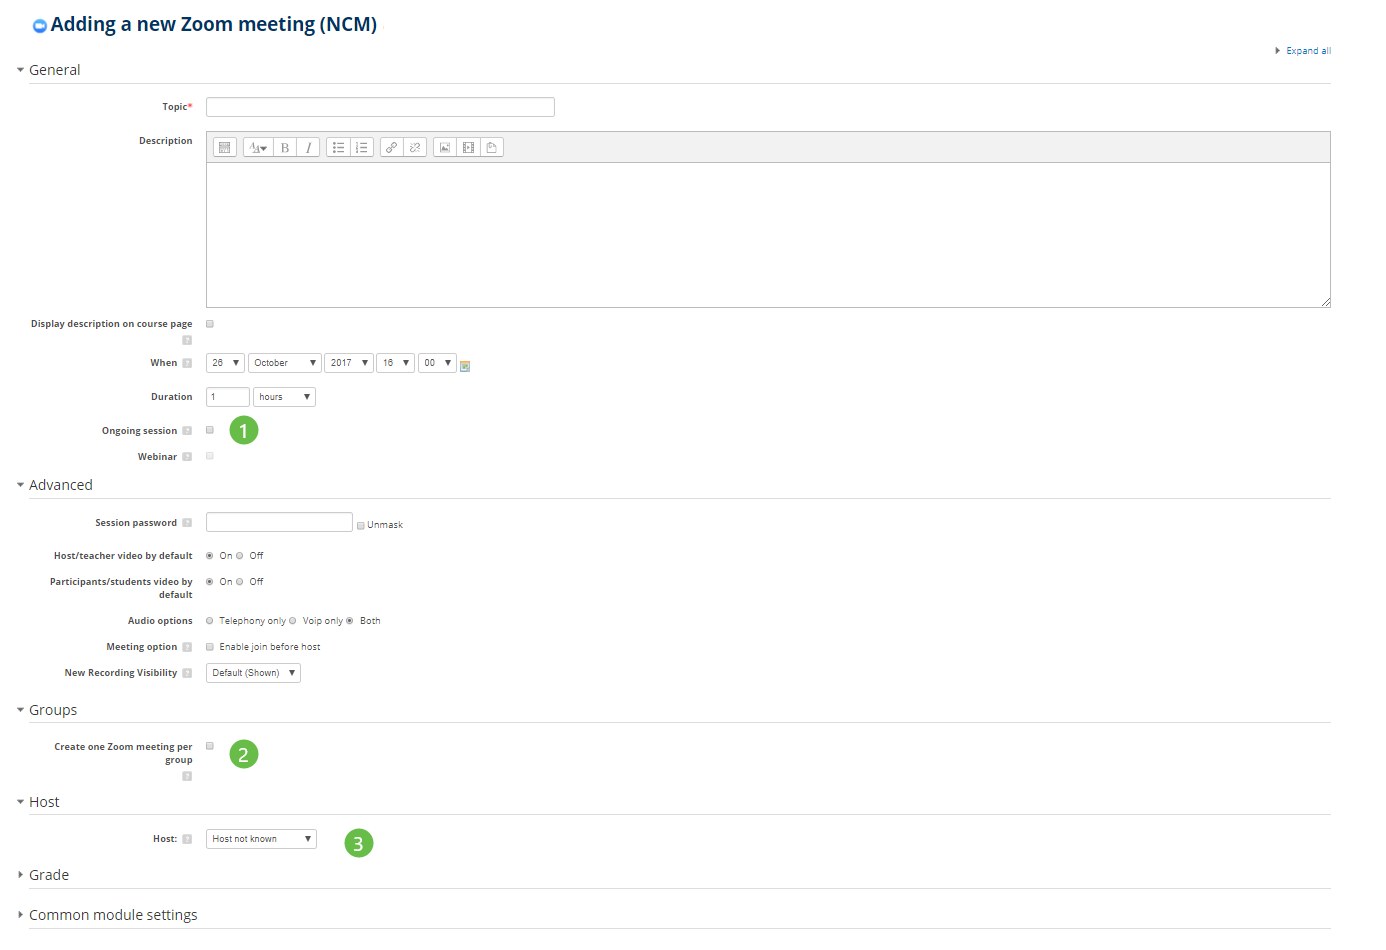 Adding a new Zoom meeting (NCM)
Expand all
General
Topic*
Description
B I
Display description on course page
?
When ? 26 October 2017 16 00
Duration 1 hours
Ongoing session ? 1
Webinar ?
Advanced
Session password ? Unmask
Host/teacher video by default On Off
Participants/students video by
default On Off
Audio options Telephony only Voip only Both
Meeting option ? Enable join before host
New Recording Visibility ? Default (Shown)
Groups
Create one Zoom meeting per
group 2
?
Host
Host: ? Host not known 3
Grade
Common module settings